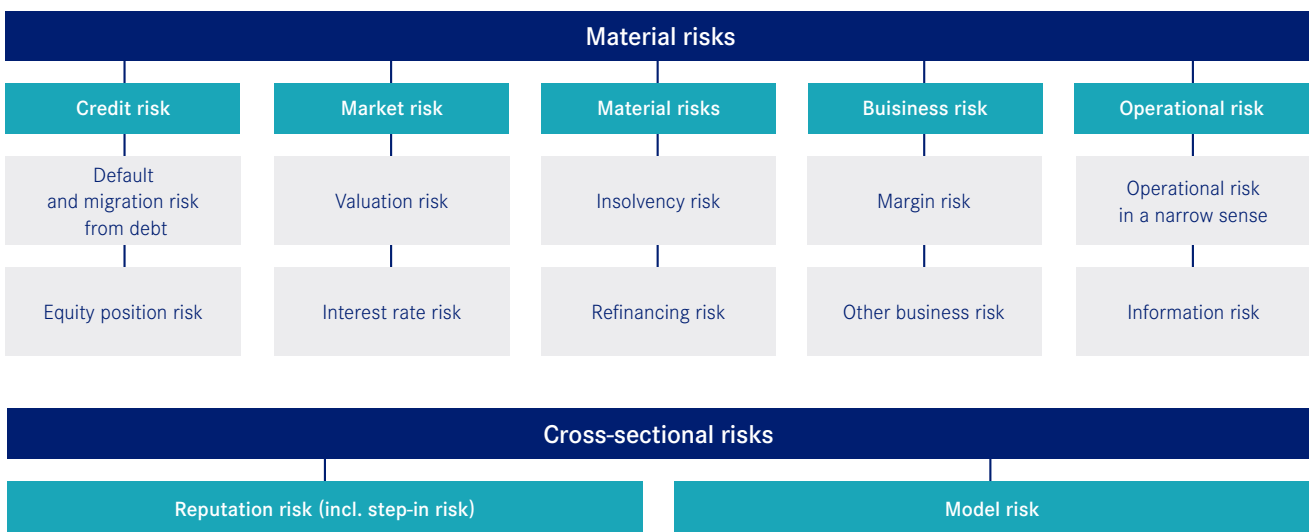 Material risks
Credit risk
Market risk
Material risks
Buisiness risk
Operational risk
Default
and migration risk
from debt
Valuation risk
Insolvency risk
Margin risk
Operational risk
in a narrow sense
Equity position risk
Interest rate risk
Refinancing risk
Other business risk
Information risk
Cross-sectional risks
Reputation risk (incl. step-in risk)
Model risk